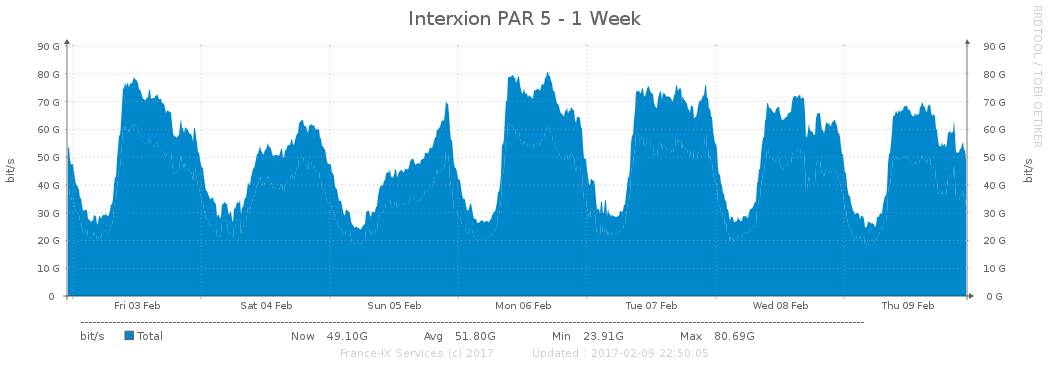 Interxion PAR 5 - 1 Week
RRDTOOL / TOBI OETIKER
bit/s
90 G 90 G
80 G 80 G
70 G 70 G
60 G 60 G
50 G 50 G
40 G 40 G
30 G 30 G
20 G 20 G
10 G 10 G
0 0 G
bit/s
Fri 03 Feb Sat 04 Feb Sun 05 Feb Mon 06 Feb Tue 07 Feb Wed 08 Feb Thu 09 Feb
bit/s Total Now 49.10G Avg 51.80G Min 23.91G Max 80.69G
France-IX Services (c) 2017 Updated : 2017-02-09 22:50:05